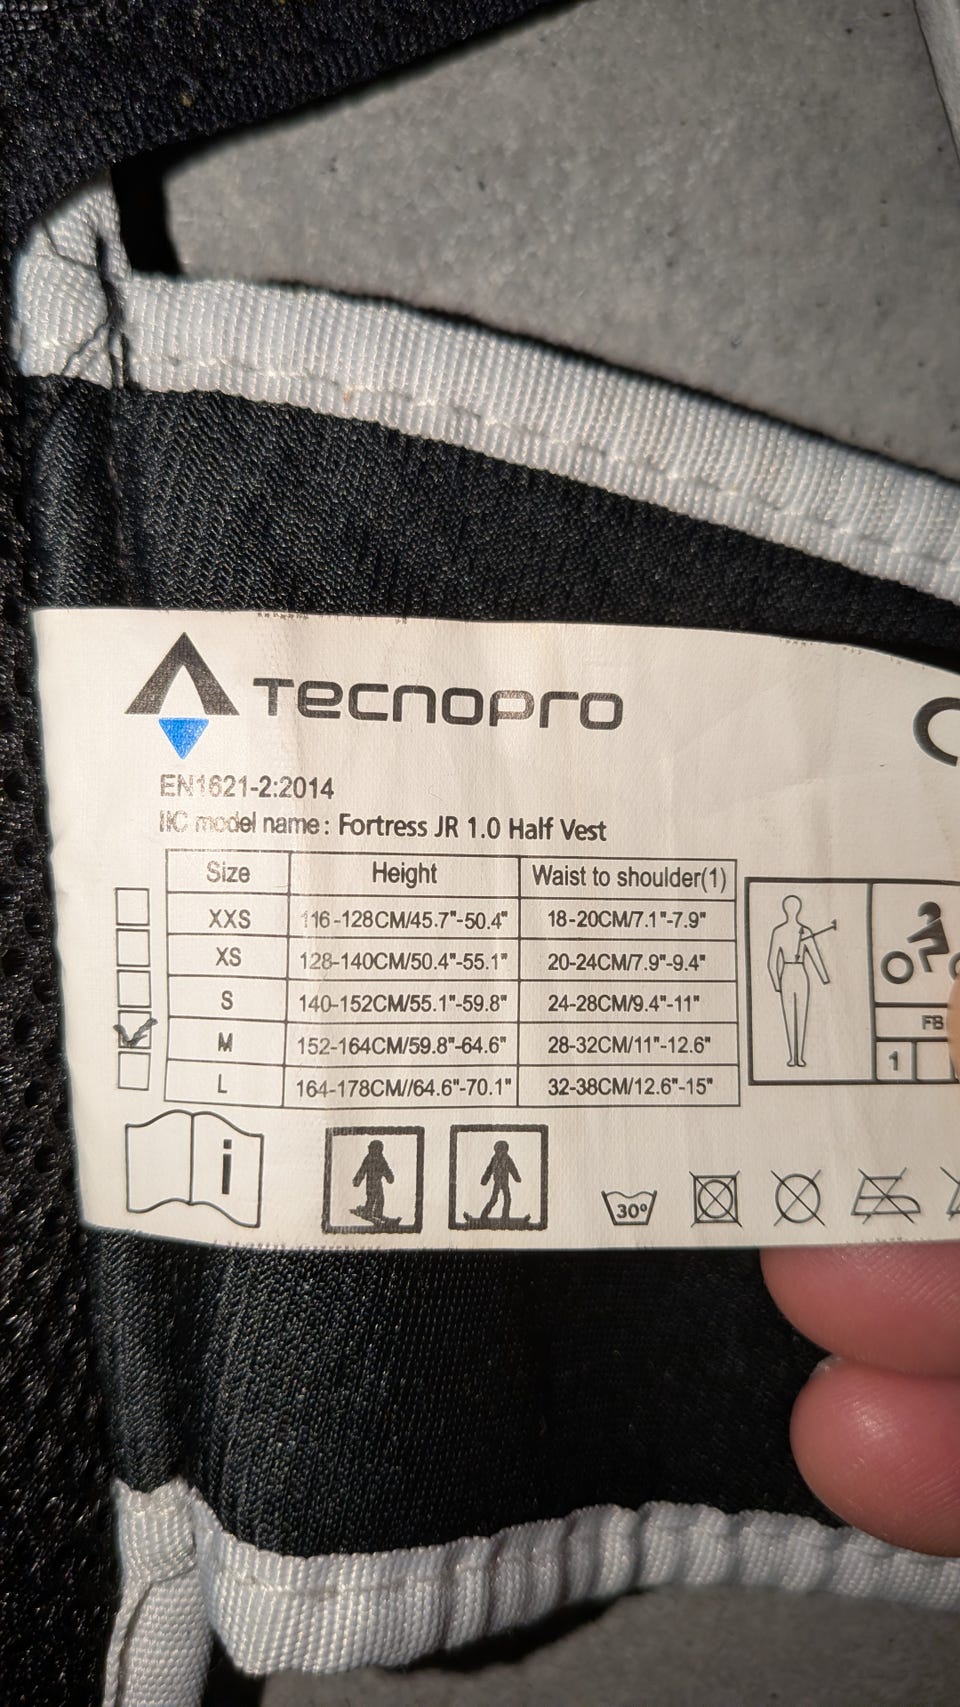 TECNOPRO
C
EN1621-2:2014
IIC model name: Fortress JR 1.0 Half Vest
Size Height Waist to shoulder(1)
XXS 116-128CM/45.7"-50.4" 18-20CM/7.1"-7.9"
XS 128-140CM/50.4"-55.1" 20-24CM/7.9"-9.4"
S 140-152CM/55.1"-59.8" 24-28CM/9.4"-11"
M 152-164CM/59.8"-64.6" 28-32CM/11"-12.6"
L 164-178CM//64.6"-70.1" 32-38CM/12.6"-15"
FB
1
i
30°